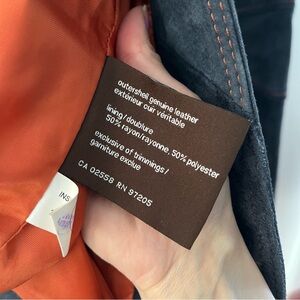 outershell genuine leather
extérieur cuir véritable
lining/doublure
50% rayon/rayonne, 50% polyester
exclusive of trimmings/
garniture exclue
CA 02558 RN 97205
INS